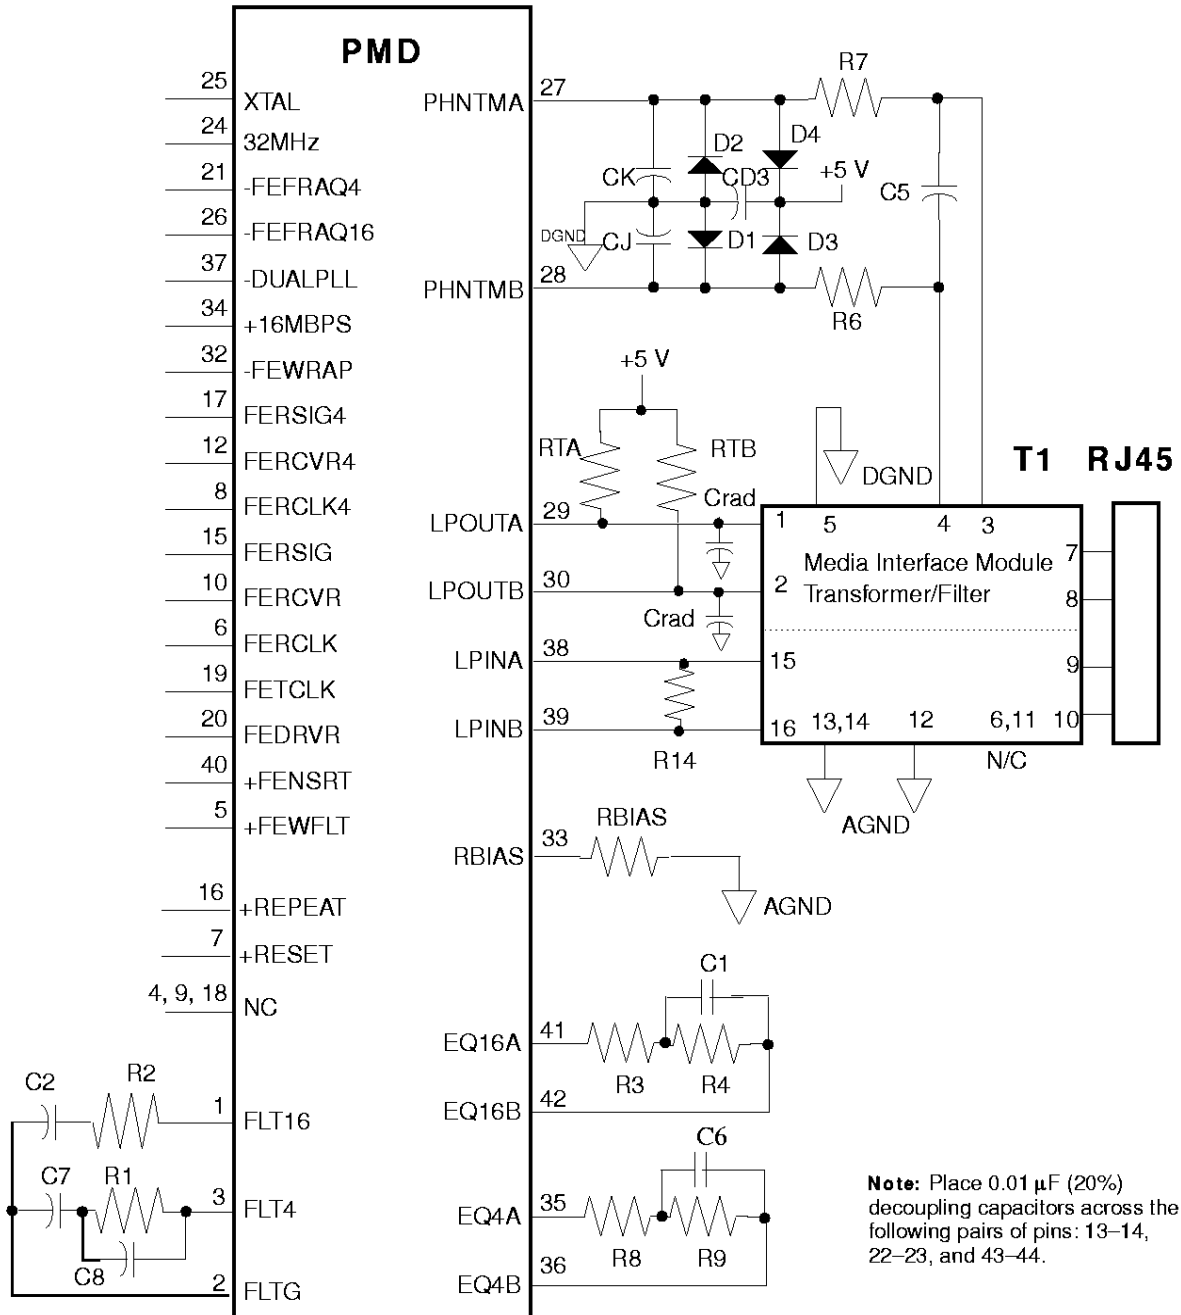 PMD
25 XTAL
24 32MHz
21 -FEFRAQ4
26 -FEFRAQ16
37 -DUALPLL
34 +16MBPS
32 -FEWRAP
17 FERSIG4
12 FERCVR4
8 FERCLK4
15 FERSIG
10 FERCVR
6 FERCLK
19 FETCLK
20 FEDRVR
40 +FENSRT
5 +FEWFLT
16 +REPEAT
7 +RESET
4, 9, 18 NC
C2 R2
1 FLT16
C7 R1
3 FLT4
C8
2 FLTG
PHNTMA 27
R7
D2 D4
CK CD3 +5 V
C5
DGND CJ D1 D3
PHNTMB 28
R6
+5 V
RTA RTB
DGND
T1 RJ45
Crad
LPOUTA 29
1 5 4 3
7
Media Interface Module
LPOUTB 30
2 Transformer/Filter
8
Crad
LPINA 38
15 9
LPINB 39
16 13,14 12 6,11 10
R14
N/C
AGND
RBIAS
RBIAS 33
AGND
C1
EQ16A 41
R3 R4
EQ16B 42
C6
EQ4A 35
R8 R9
EQ4B 36
Note: Place 0.01 µF (20%)
decoupling capacitors across the
following pairs of pins: 13–14,
22–23, and 43–44.